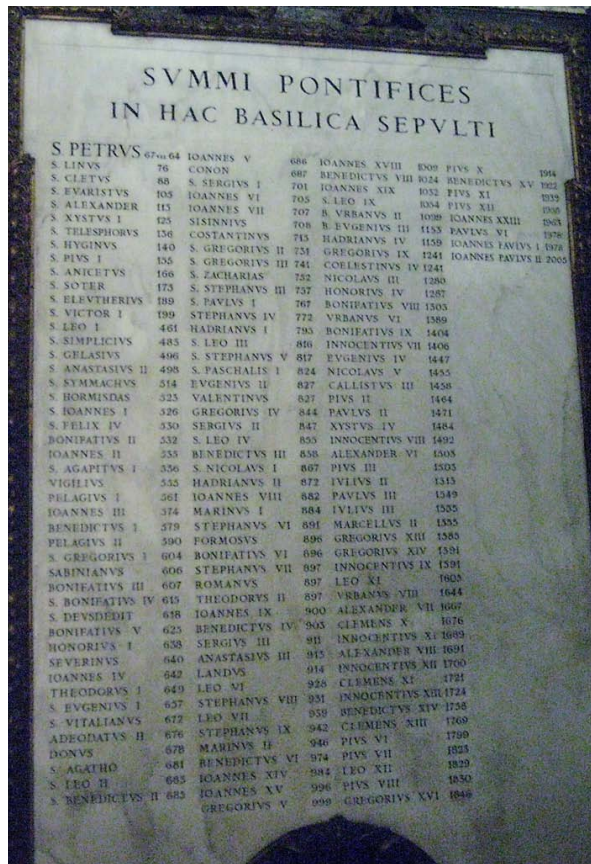 SVMMI PONTIFICES
IN HAC BASILICA SEPVLTI
S. PETRVS 67 64
S. LINVS 76
S. CLETVS 88
S. EVARISTVS 105
S. ALEXANDER 115
S. XYSTVS I 125
S. TELESPHORVS 136
S. HYGINVS 140
S. PIVS I 155
S. ANICETVS 166
S. SOTER 175
S. ELEVTHERIVS 189
S. VICTOR I 199
S. LEO I 461
S. SIMPLICIVS 483
S. GELASIVS 496
S. ANASTASIVS II 498
S. SYMMACHVS 514
S. HORMISDAS 523
S. IOANNES I 526
S. FELIX IV 530
BONIFATIVS II 532
IOANNES II 535
S. AGAPITVS I 536
VIGILIVS 555
PELAGIVS I 561
IOANNES III 574
BENEDICTVS I 579
PELAGIVS II 590
S. GREGORIVS I 604
SABINIANVS 606
BONIFATIVS III 607
S. BONIFATIVS IV 615
S. DEVSDEDIT 618
BONIFATIVS V 625
HONORIVS I 638
SEVERINVS 640
IOANNES IV 642
THEODORVS I 649
S. EVGENIVS I 657
S. VITALIANVS 672
ADEODATVS II 676
DONVS 678
S. AGATHO 681
S. LEO II 683
S. BENEDICTVS II 685
IOANNES V 686
CONON 687
S. SERGIVS I 701
IOANNES VI 705
IOANNES VII 707
SISINNIVS 708
COSTANTINVS 715
S. GREGORIVS II 731
S. GREGORIVS III 741
S. ZACHARIAS 752
S. STEPHANVS III 757
S. PAVLVS I 767
STEPHANVS IV 772
HADRIANVS I 795
S. LEO III 816
S. STEPHANVS V 817
S. PASCHALIS I 824
EVGENIVS II 827
VALENTINVS 827
GREGORIVS IV 844
SERGIVS II 847
S. LEO IV 855
BENEDICTVS III 858
S. NICOLAVS I 867
HADRIANVS II 872
IOANNES VIII 882
MARINVS I 884
STEPHANVS VI 891
FORMOSVS 896
BONIFATIVS VI 896
STEPHANVS VII 897
ROMANVS 897
THEODORVS II 897
IOANNES IX 900
BENEDICTVS IV 903
SERGIVS III 911
ANASTASIVS III 913
LANDVS 914
LEO VI 928
STEPHANVS VIII 931
LEO VII 939
STEPHANVS IX 942
MARINVS II 946
BENEDICTVS VI 974
IOANNES XIV 984
IOANNES XV 996
GREGORIVS V 999
IOANNES XVIII 1009
BENEDICTVS VIII 1024
IOANNES XIX 1032
S. LEO IX 1054
B. VRBANVS II 1099
B. EVGENIVS III 1153
HADRIANVS IV 1159
GREGORIVS IX 1241
COELESTINVS IV 1241
NICOLAVS III 1280
HONORIVS IV 1287
BONIFATIVS VIII 1303
VRBANVS VI 1389
BONIFATIVS IX 1404
INNOCENTIVS VII 1406
EVGENIVS IV 1447
NICOLAVS V 1455
CALLISTVS III 1458
PIVS II 1464
PAVLVS II 1471
XYSTVS IV 1484
INNOCENTIVS VIII 1492
ALEXANDER VI 1503
PIVS III 1503
IVLIVS II 1513
PAVLVS III 1549
IVLIVS III 1555
MARCELLVS II 1555
GREGORIVS XIII 1585
GREGORIVS XIV 1591
INNOCENTIVS IX 1591
LEO XI 1605
VRBANVS VIII 1644
ALEXANDER VII 1667
CLEMENS X 1676
INNOCENTIVS XI 1689
ALEXANDER VIII 1691
INNOCENTIVS XII 1700
CLEMENS XI 1721
INNOCENTIVS XIII 1724
BENEDICTVS XIV 1758
CLEMENS XIII 1769
PIVS VI 1799
PIVS VII 1823
LEO XII 1829
PIVS VIII 1830
GREGORIVS XVI 1846
PIVS X 1914
BENEDICTVS XV 1922
PIVS XI 1939
PIVS XII 1958
IOANNES XXIII 1963
PAVLVS VI 1978
IOANNES PAVLVS I 1978
IOANNES PAVLVS II 2005